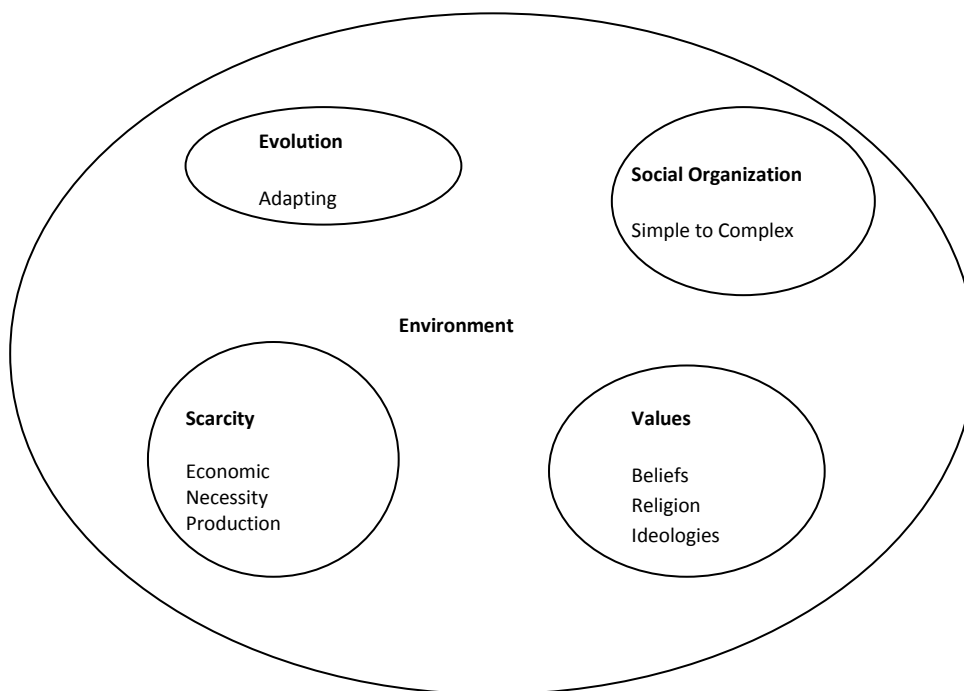 Evolution
Adapting
Social Organization
Simple to Complex
Environment
Scarcity
Economic
Necessity
Production
Values
Beliefs
Religion
Ideologies